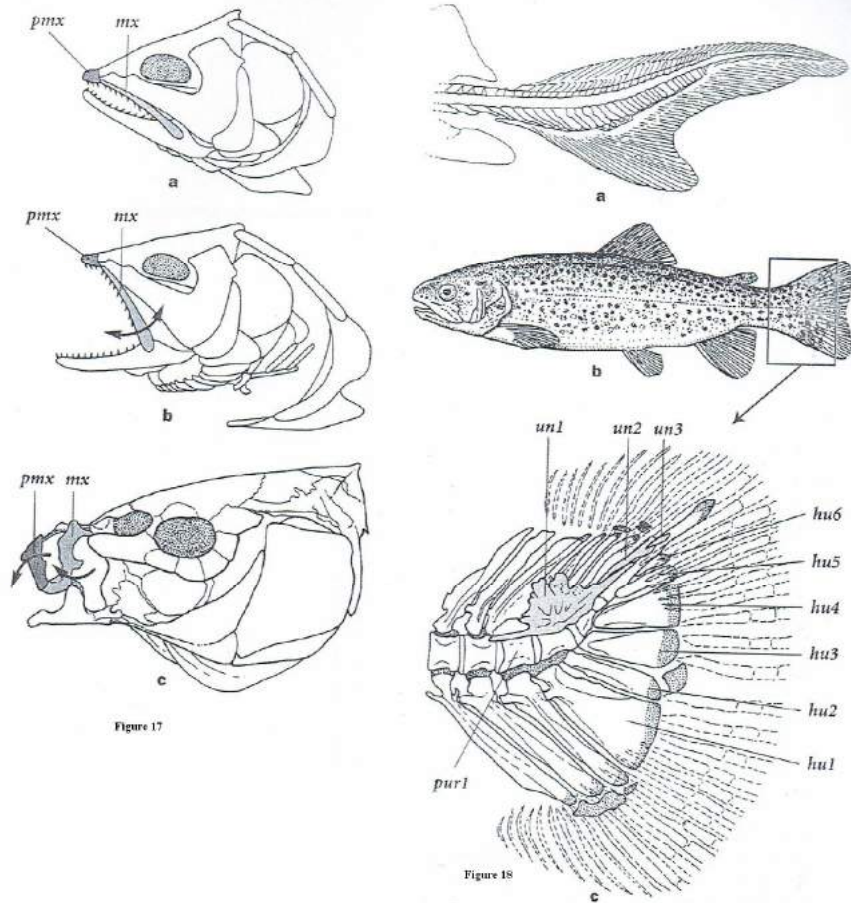 pmx mx
a
pmx mx
b
pmx mx
c
Figure 17
a
b
un1 un2 un3
hu6
hu5
hu4
hu3
hu2
hu1
pur1
Figure 18
c